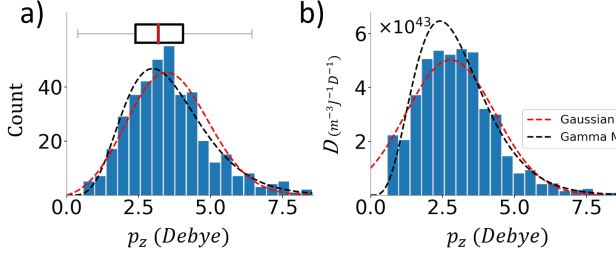 a)
Count
40
20
0.0 2.5 5.0 7.5
p_z (Debye)
b)
×10^43
D (m^-3 J^-1 D^-1)
6
4
2
0.0 2.5 5.0 7.5
p_z (Debye)
Gaussian
Gamma